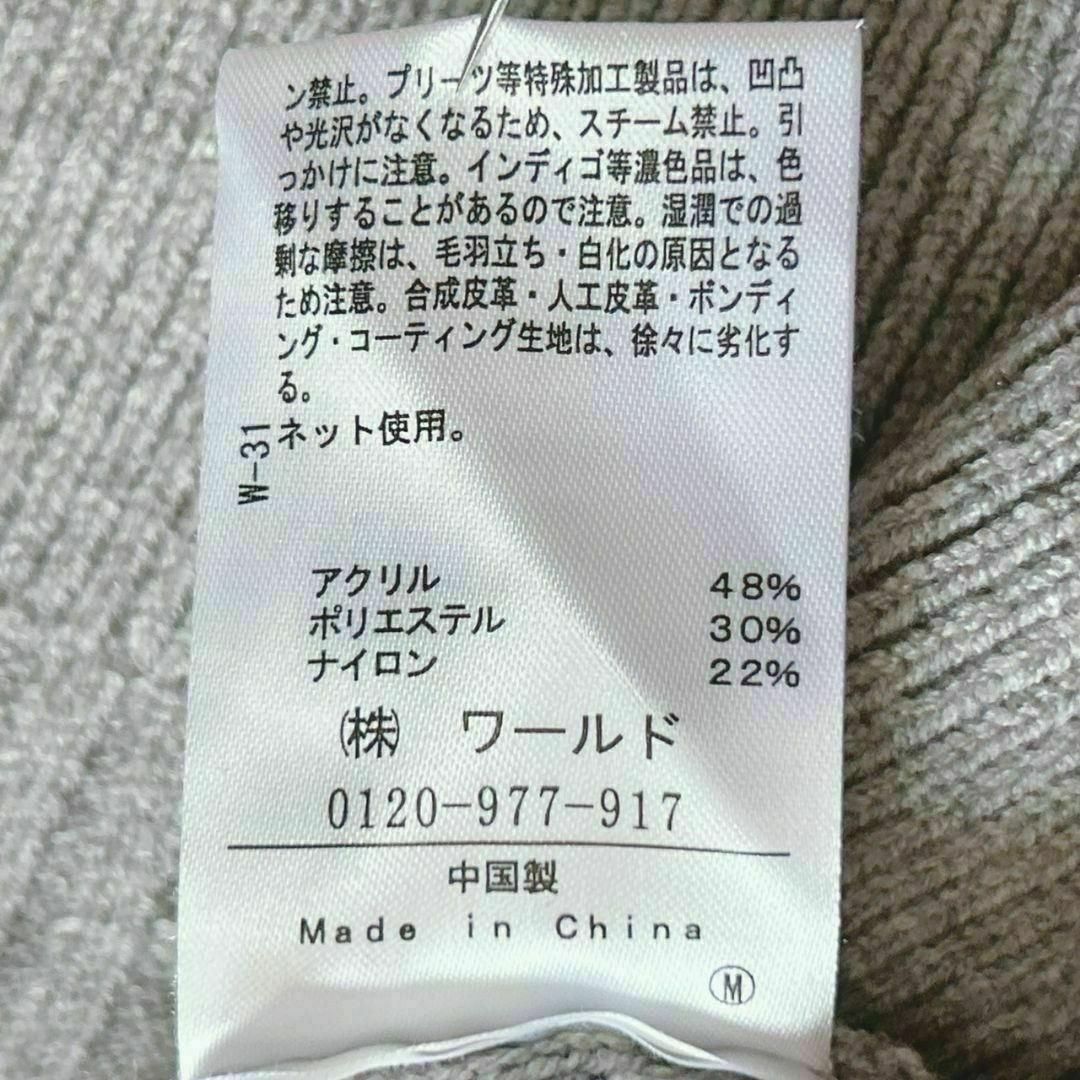 ン禁止。プリーツ等特殊加工製品は、凹凸
や光沢がなくなるため、スチーム禁止。引
っかけに注意。インディゴ等濃色品は、色
移りすることがあるので注意。湿潤での過
剰な摩擦は、毛羽立ち・白化の原因となる
ため注意。合成皮革・人工皮革・ボンディ
ング・コーティング生地は、徐々に劣化す
る。
ネット使用。
W-31
アクリル 48%
ポリエステル 30%
ナイロン 22%
㈱ ワールド
0120-977-917
中国製
Made in China
Ⓜ